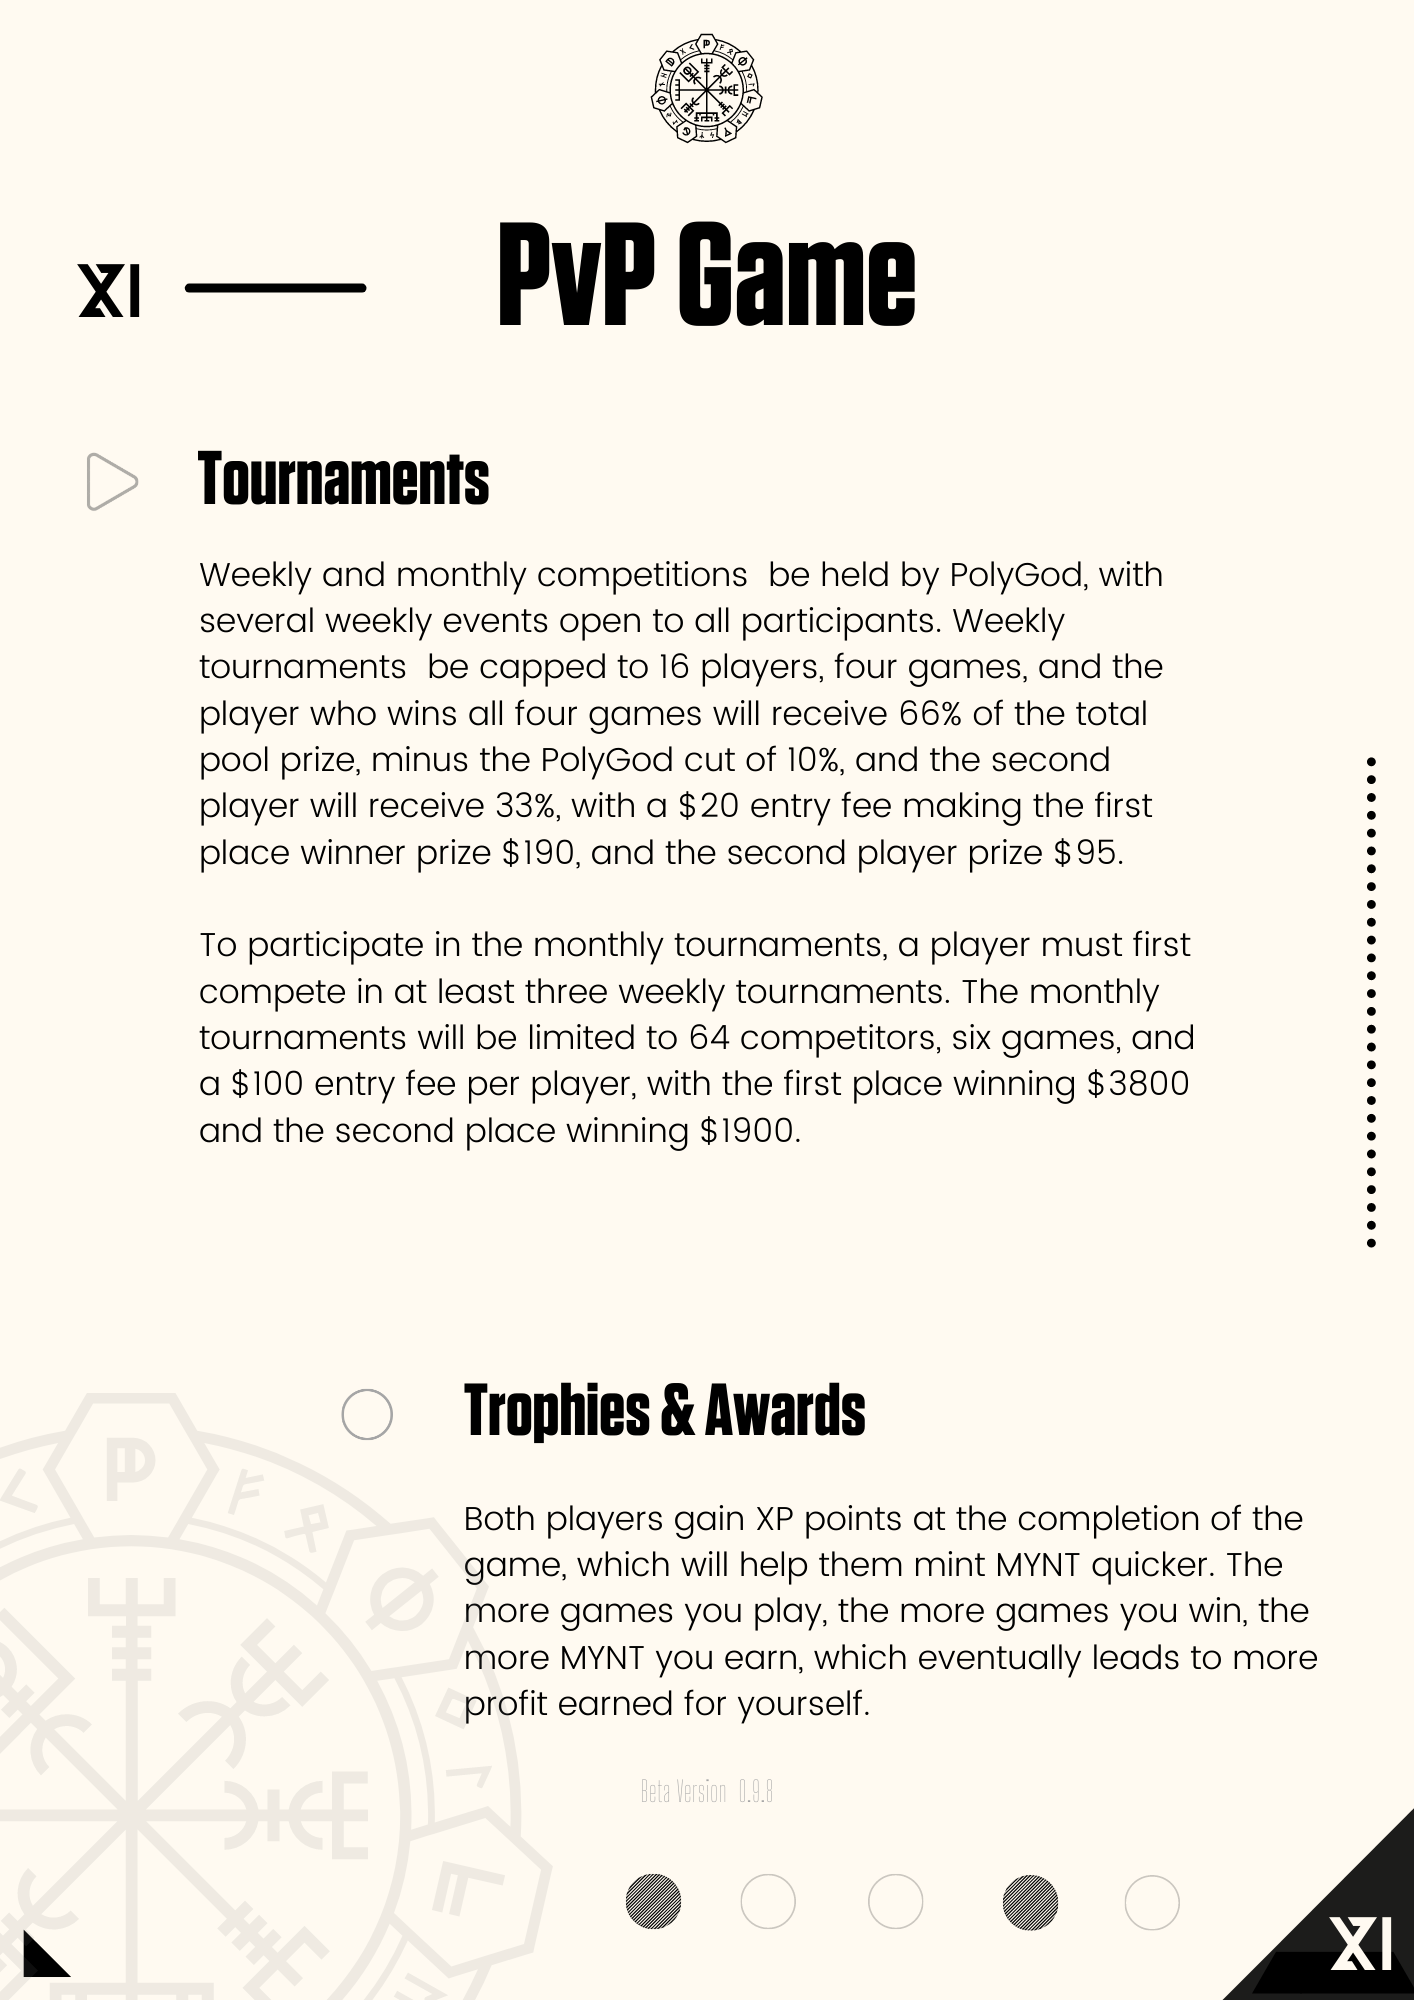 XI
PvP Game
Tournaments
Weekly and monthly competitions  be held by PolyGod, with
several weekly events open to all participants. Weekly
tournaments  be capped to 16 players, four games, and the
player who wins all four games will receive 66% of the total
pool prize, minus the PolyGod cut of 10%, and the second
player will receive 33%, with a $20 entry fee making the first
place winner prize $190, and the second player prize $95.
To participate in the monthly tournaments, a player must first
compete in at least three weekly tournaments. The monthly
tournaments will be limited to 64 competitors, six games, and
a $100 entry fee per player, with the first place winning $3800
and the second place winning $1900.
Trophies & Awards
Both players gain XP points at the completion of the
game, which will help them mint MYNT quicker. The
more games you play, the more games you win, the
more MYNT you earn, which eventually leads to more
profit earned for yourself.
Beta Version  0.9.8
XI